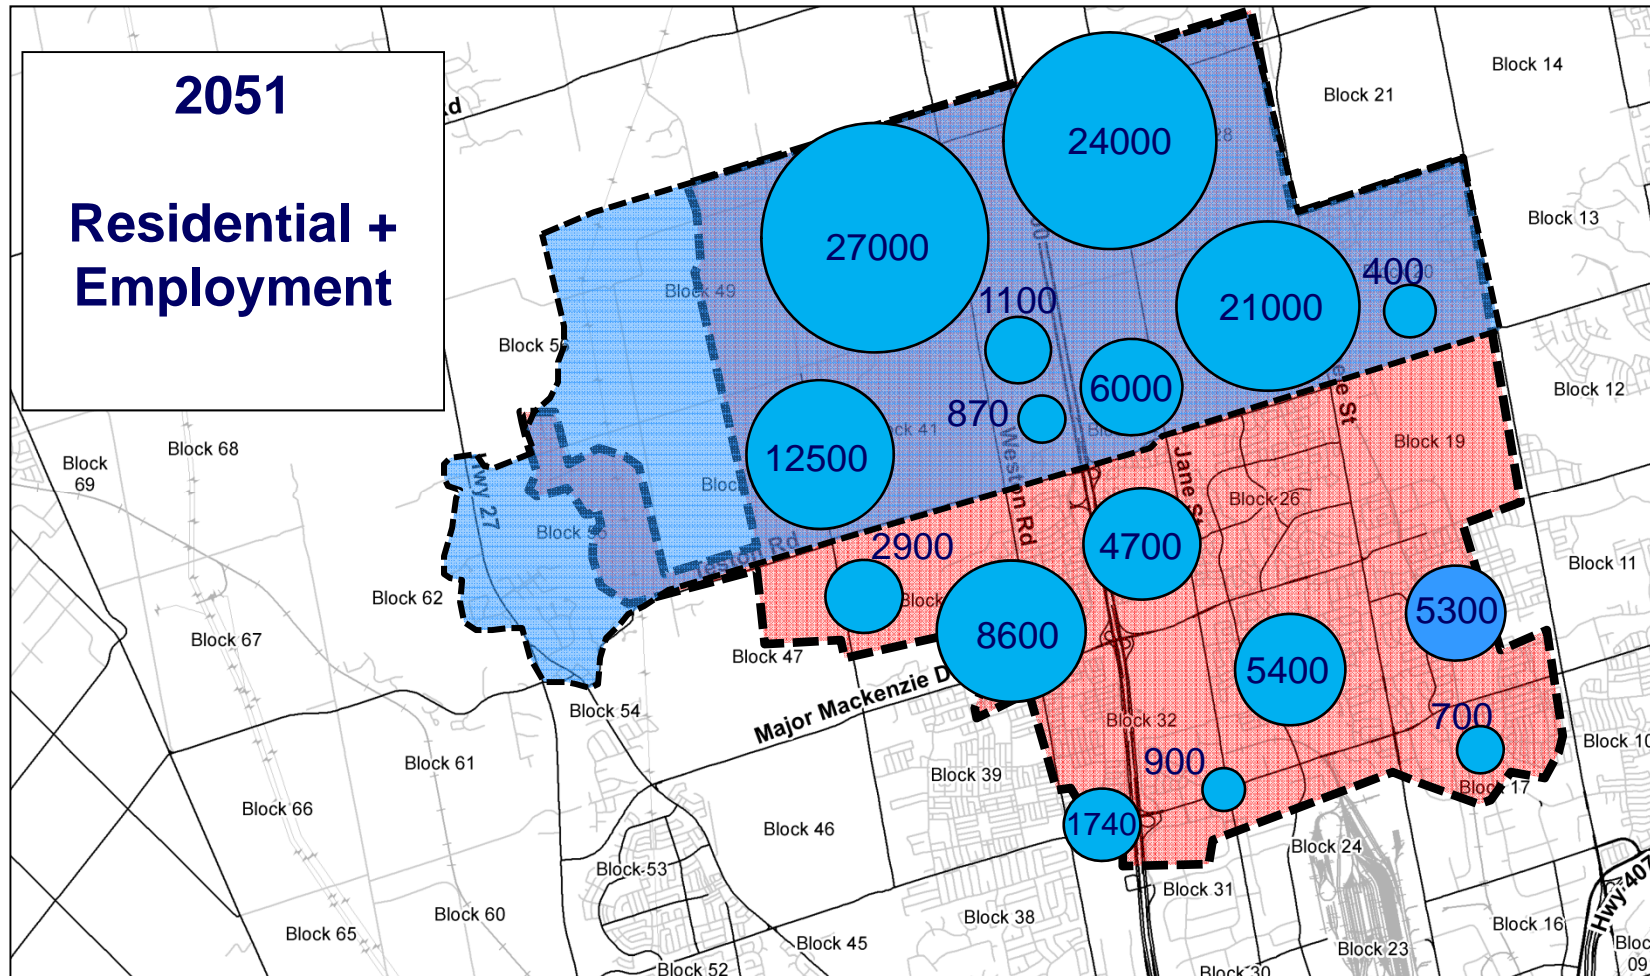 2051
Residential +
Employment
Block 14
Block 21
Block 13
Block 12
Block 19
Block 11
Block 10
Block 49
Block 68
Block
69
Block 62
Block 67
Block 61
Block 66
Block 65
Block 60
Block 54
Block 47
Block 53
Block 52
Block 46
Block 45
Block 39
Block 38
Block 32
Block 31
Block 30
Block 26
Block 24
Block 23
Block 17
Block 16
27000
24000
21000
400
1100
870
6000
12500
2900
4700
8600
5300
5400
700
900
1740
Weston Rd
Major Mackenzie D
Hwy 27
Hwy 407